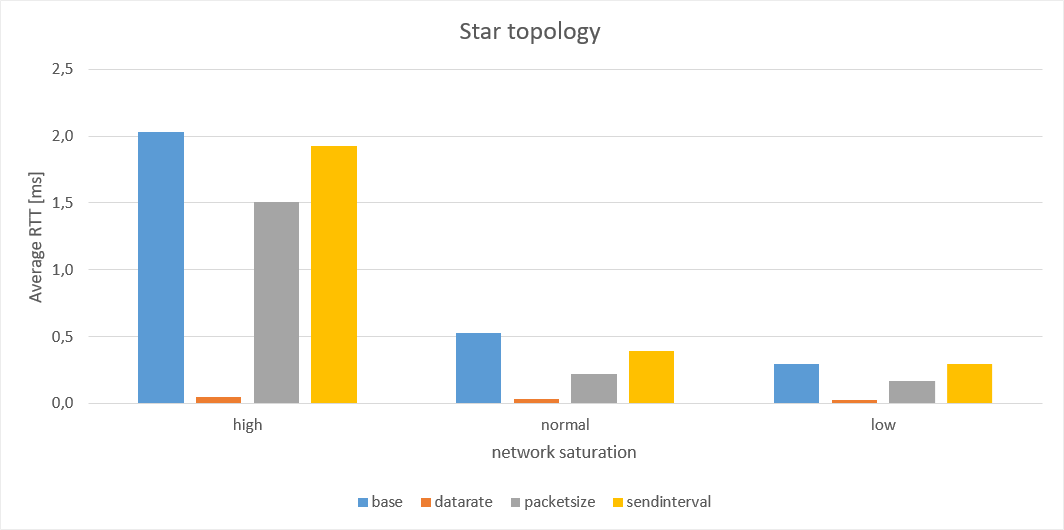 Star topology
2,5
2,0
1,5
1,0
0,5
0,0
Average RTT [ms]
high normal low
network saturation
base datarate packetsize sendinterval